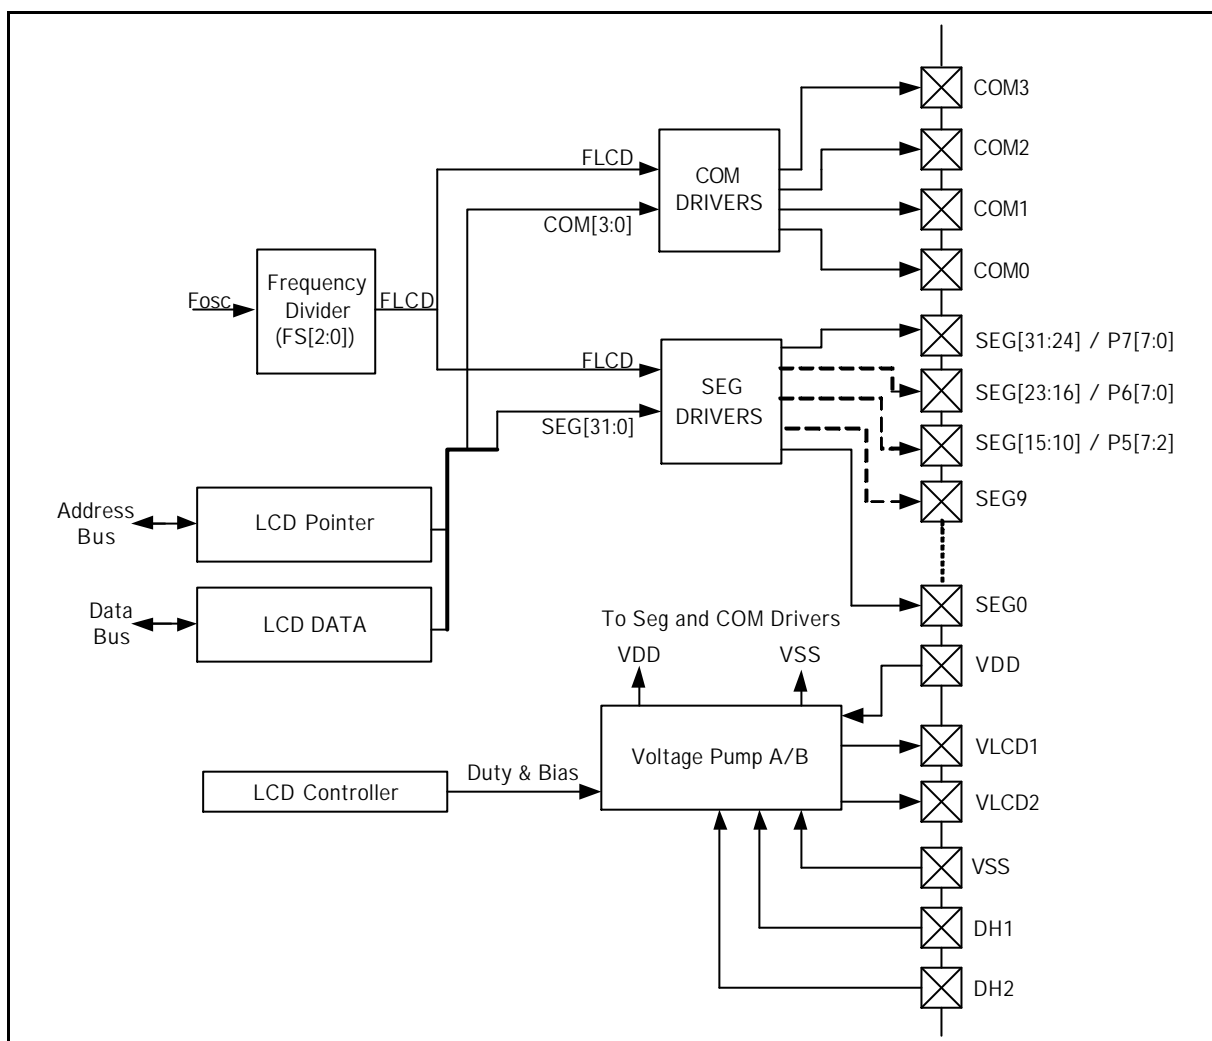 COM3
COM2
COM1
COM0
FLCD
COM[3:0]
COM
DRIVERS
Fosc
Frequency
Divider
(FS[2:0])
FLCD
FLCD
SEG[31:0]
SEG
DRIVERS
SEG[31:24] / P7[7:0]
SEG[23:16] / P6[7:0]
SEG[15:10] / P5[7:2]
SEG9
SEG0
Address
Bus
LCD Pointer
Data
Bus
LCD DATA
To Seg and COM Drivers
VDD
VSS
VDD
Voltage Pump A/B
VLCD1
VLCD2
LCD Controller
Duty & Bias
VSS
DH1
DH2